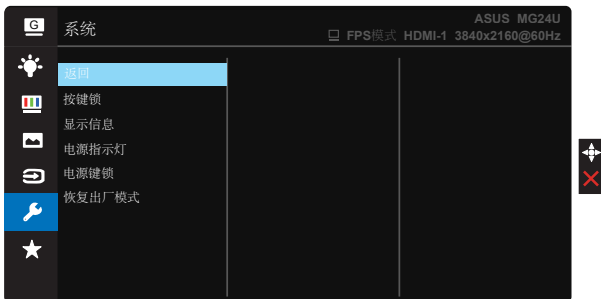 G
系统
ASUS MG24U
FPS模式 HDMI-1 3840x2160@60Hz
返回
按键锁
显示信息
电源指示灯
电源键锁
恢复出厂模式